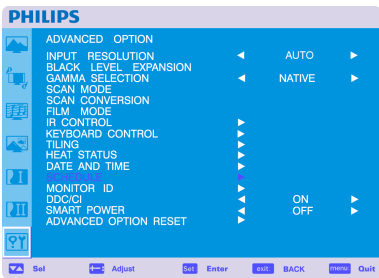 PHILIPS
ADVANCED OPTION
INPUT RESOLUTION AUTO
BLACK LEVEL EXPANSION
GAMMA SELECTION NATIVE
SCAN MODE
SCAN CONVERSION
FILM MODE
IR CONTROL
KEYBOARD CONTROL
TILING
HEAT STATUS
DATE AND TIME
SCHEDULE
MONITOR ID
DDC/CI ON
SMART POWER OFF
ADVANCED OPTION RESET
Sel Adjust Set Enter exit BACK menu Quit